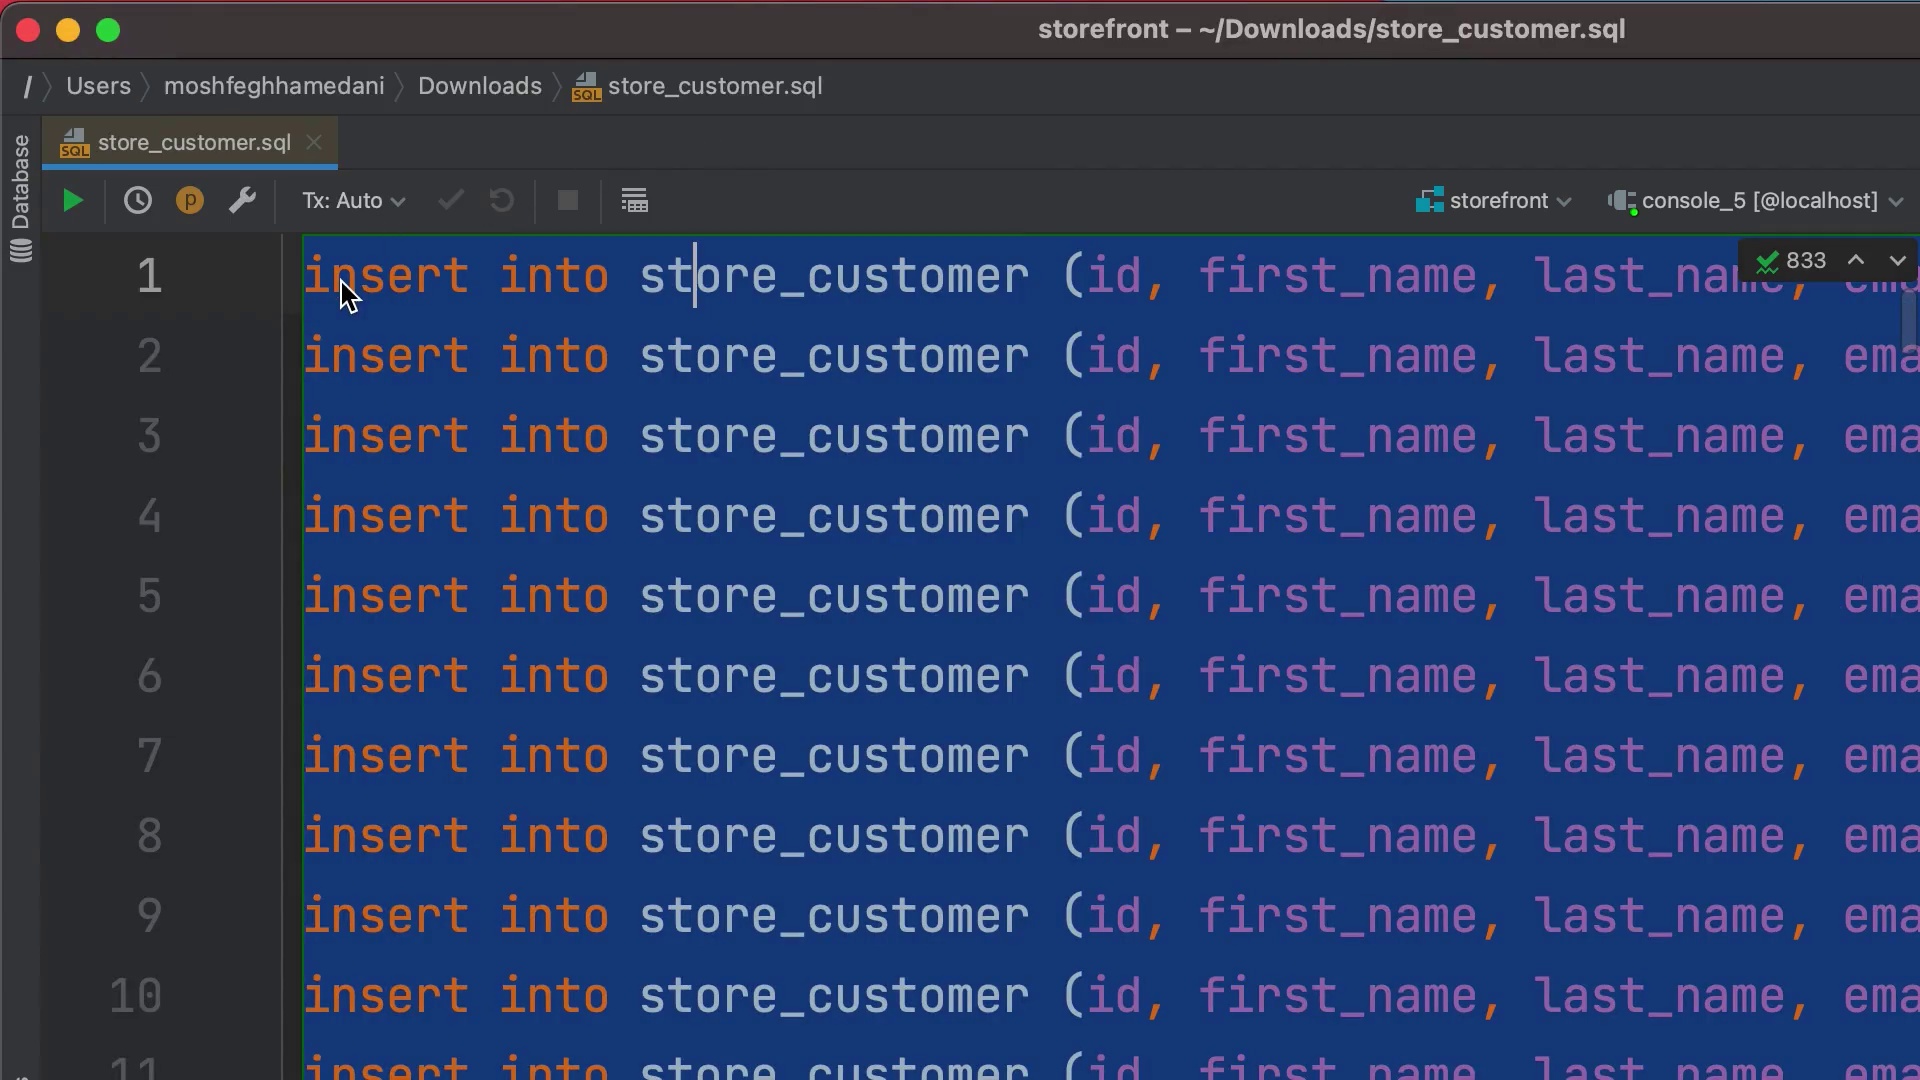 storefront – ~/Downloads/store_customer.sql
/ Users moshfeghhamedani Downloads SQL store_customer.sql
Database
SQL store_customer.sql
p Tx: Auto storefront console_5 [@localhost]
833
1 insert into store_customer (id, first_name, last_name, ema
2 insert into store_customer (id, first_name, last_name, ema
3 insert into store_customer (id, first_name, last_name, ema
4 insert into store_customer (id, first_name, last_name, ema
5 insert into store_customer (id, first_name, last_name, ema
6 insert into store_customer (id, first_name, last_name, ema
7 insert into store_customer (id, first_name, last_name, ema
8 insert into store_customer (id, first_name, last_name, ema
9 insert into store_customer (id, first_name, last_name, ema
10 insert into store_customer (id, first_name, last_name, ema
11 insert into store_customer (id, first_name, last_name, ema